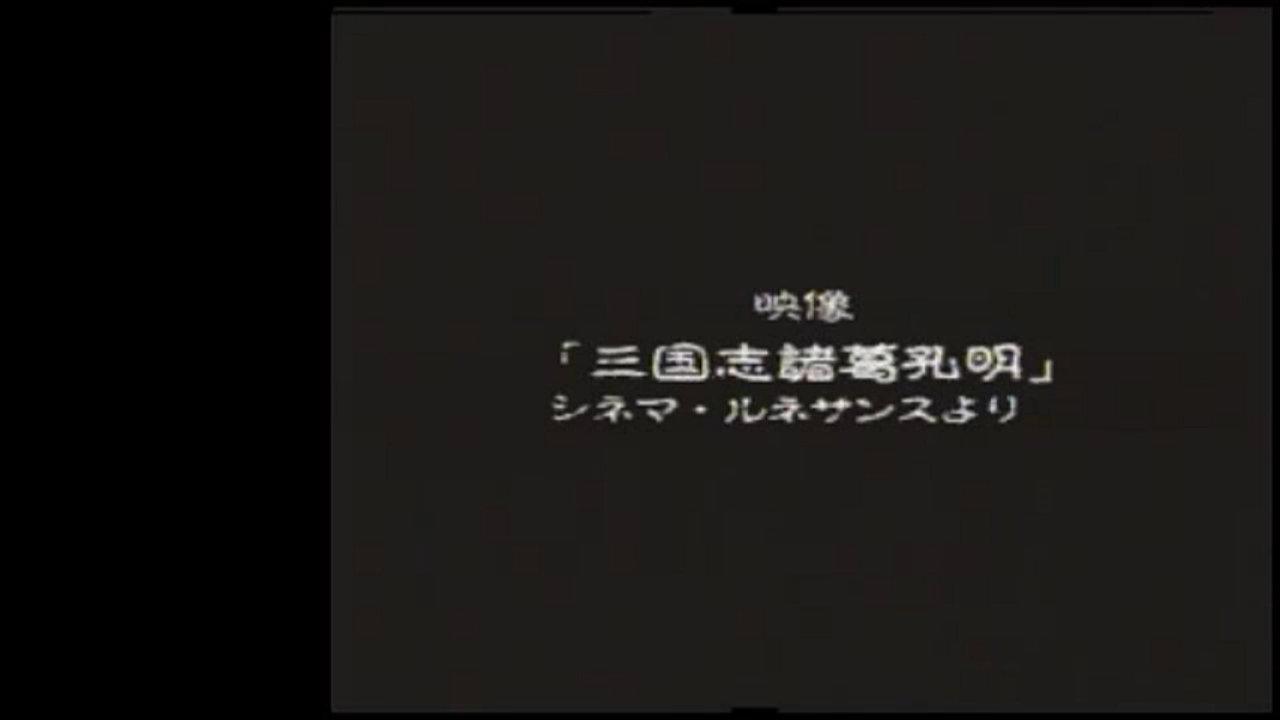 映像
「三国志諸葛孔明」
シネマ・ルネサンスより